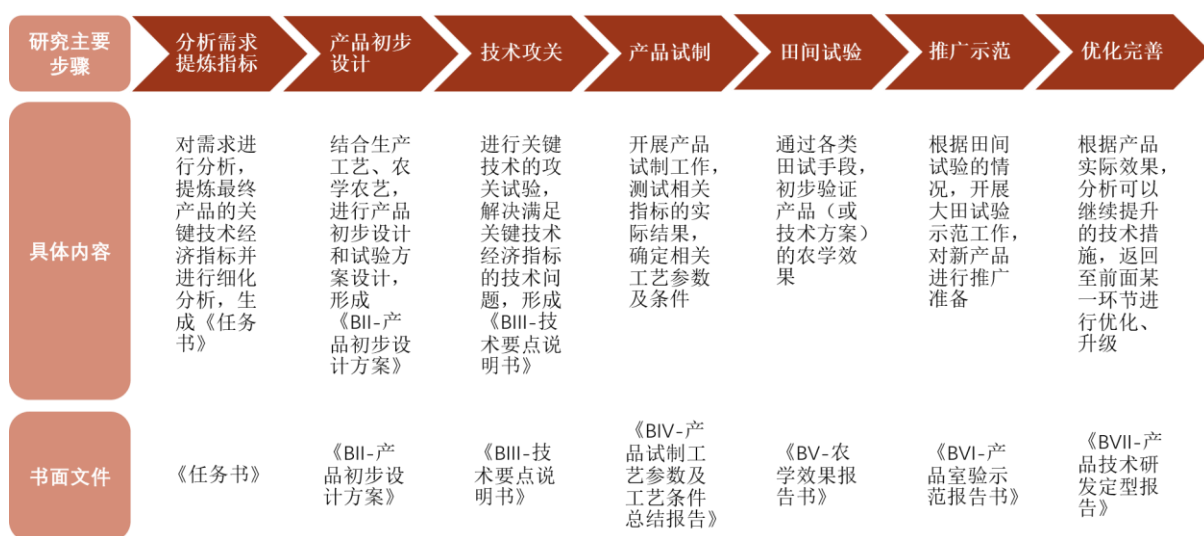 研究主要
步骤
分析需求
提炼指标
产品初步
设计
技术攻关
产品试制
田间试验
推广示范
优化完善
具体内容
对需求进
行分析，
提炼最终
产品的关
键技术经
济指标并
进行细化
分析，生
成《任务
书》
结合生产
工艺、农
学农艺，
进行产品
初步设计
和试验方
案设计，
形成
《BII-产
品初步设
计方案》
进行关键
技术的攻
关试验，
解决满足
关键技术
经济指标
的技术问
题，形成
《BIII-技
术要点说
明书》
开展产品
试制工作，
测试相关
指标的实
际结果，
确定相关
工艺参数
及条件
通过各类
田试手段，
初步验证
产品（或
技术方案）
的农学效
果
根据田间
试验的情
况，开展
大田试验
示范工作，
对新产品
进行推广
准备
根据产品
实际效果，
分析可以
继续提升
的技术措
施，返回
至前面某
一环节进
行优化、
升级
书面文件
《任务书》
《BII-产
品初步设
计方案》
《BIII-技
术要点说
明书》
《BIV-产
品试制工
艺参数及
工艺条件
总结报告》
《BV-农
学效果报
告书》
《BVI-产
品室验示
范报告书》
《BVII-产
品技术研
发定型报
告》